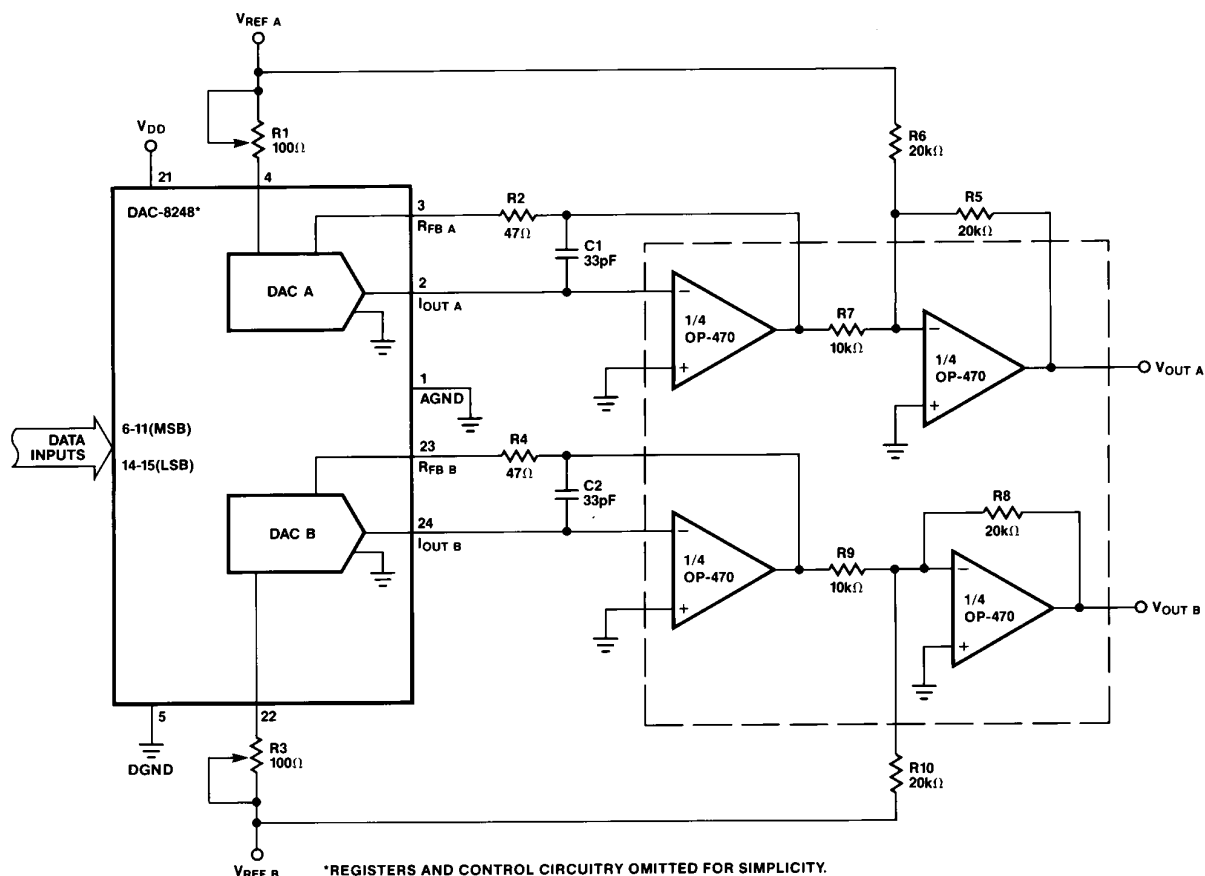 VREF A
R1
100Ω
VDD
21
4
R6
20kΩ
DAC-8248*
3
RFB A
R2
47Ω
C1
33pF
R5
20kΩ
DAC A
2
IOUT A
−
1/4
OP-470
+
R7
10kΩ
−
1/4
OP-470
+
VOUT A
1
AGND
DATA
INPUTS
6-11(MSB)
14-15(LSB)
23
RFB B
R4
47Ω
C2
33pF
R8
20kΩ
DAC B
24
IOUT B
−
1/4
OP-470
+
R9
10kΩ
−
1/4
OP-470
+
VOUT B
5
DGND
22
R3
100Ω
R10
20kΩ
VREF B
*REGISTERS AND CONTROL CIRCUITRY OMITTED FOR SIMPLICITY.